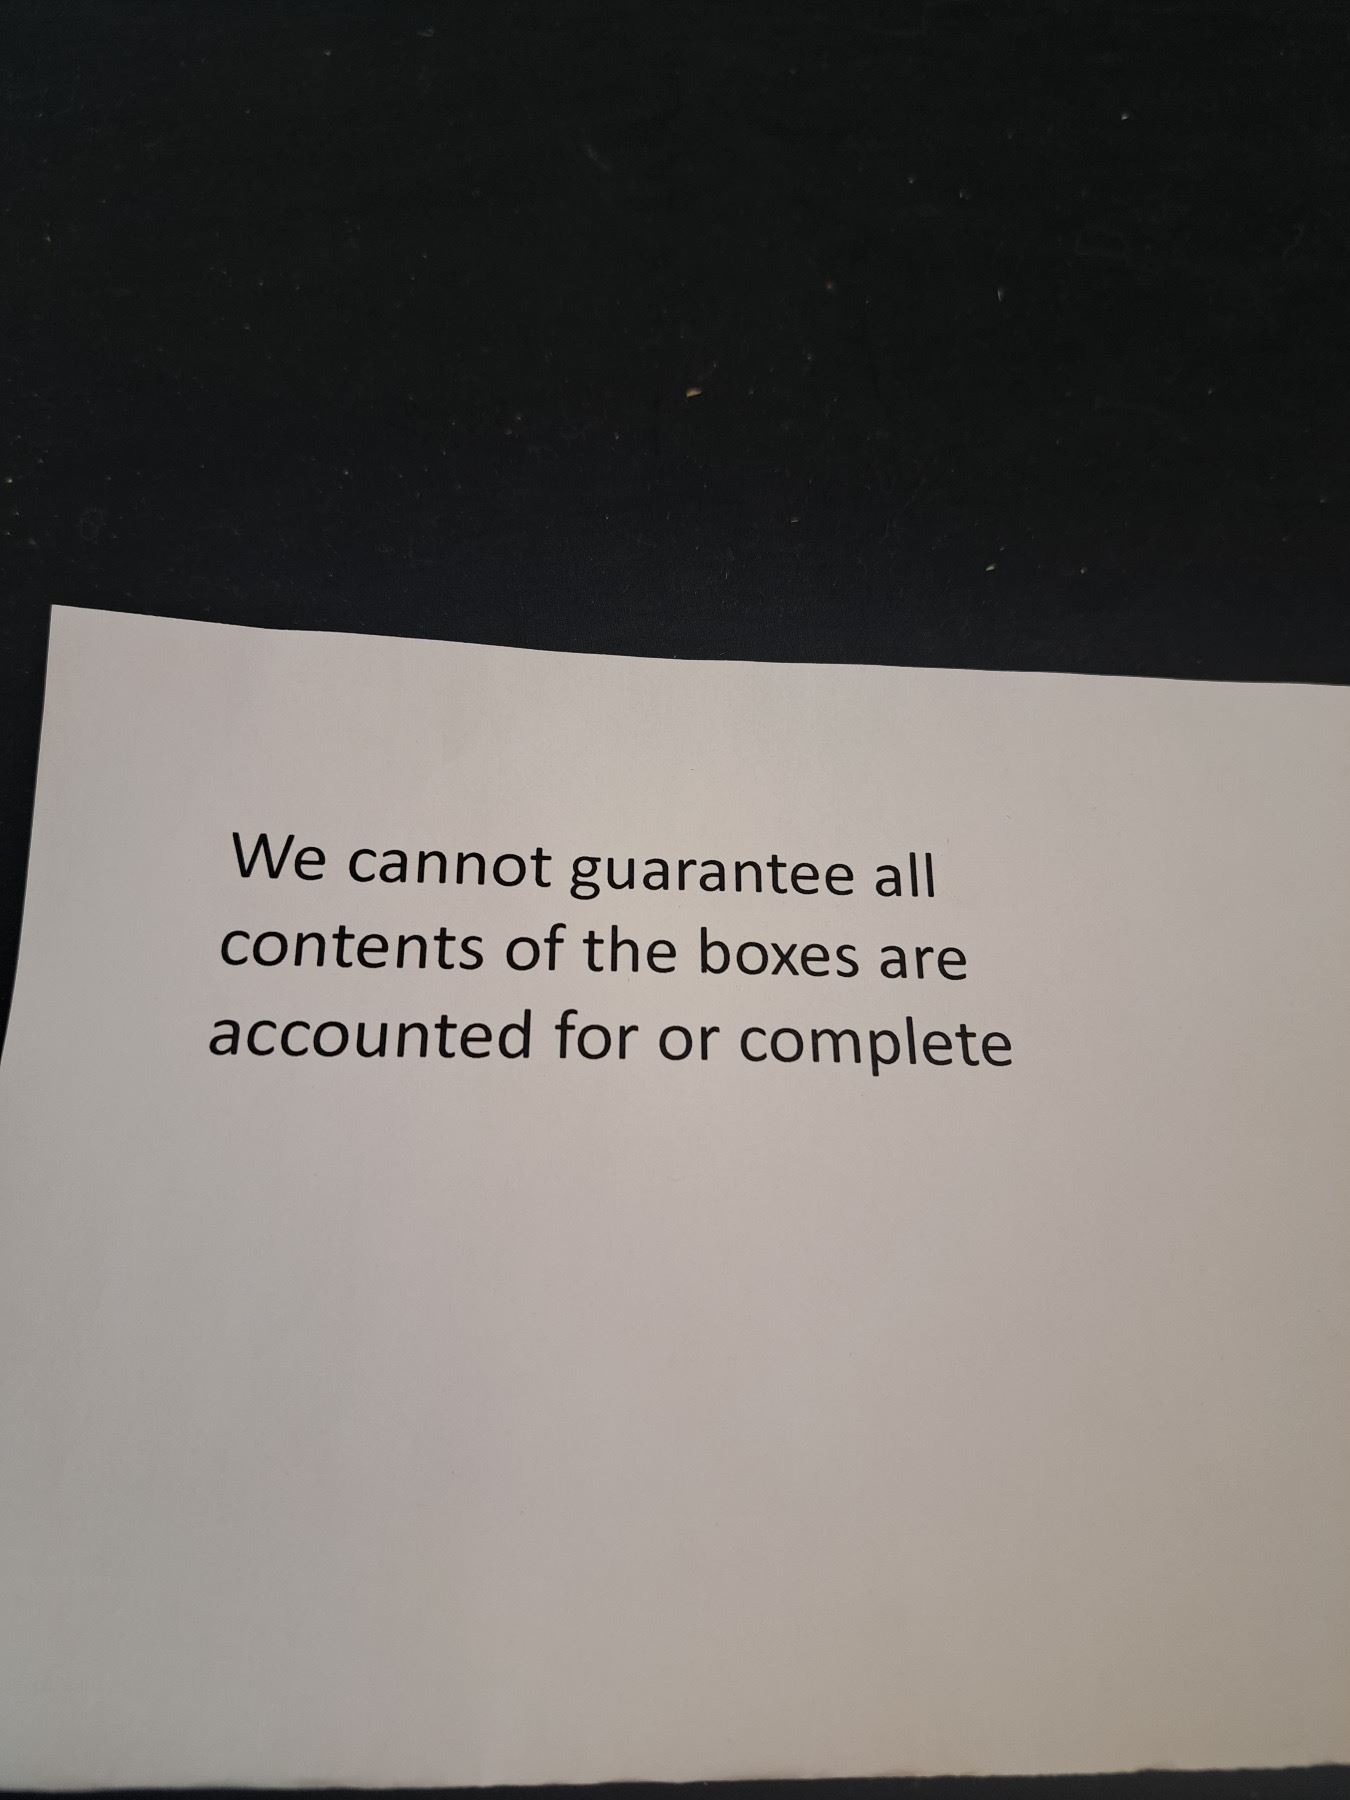 We cannot guarantee all
contents of the boxes are
accounted for or complete